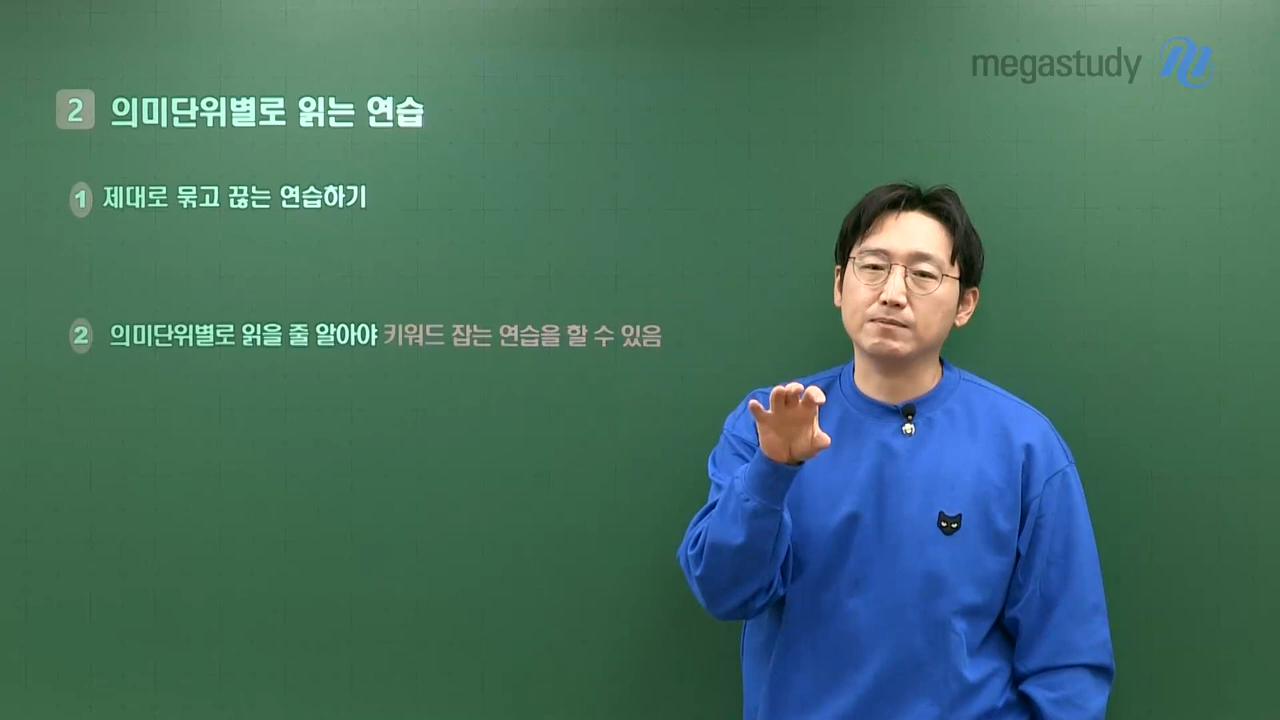 megastudy
2 의미단위별로 읽는 연습
1 제대로 묶고 끊는 연습하기
2 의미단위별로 읽을 줄 알아야 키워드 잡는 연습을 할 수 있음